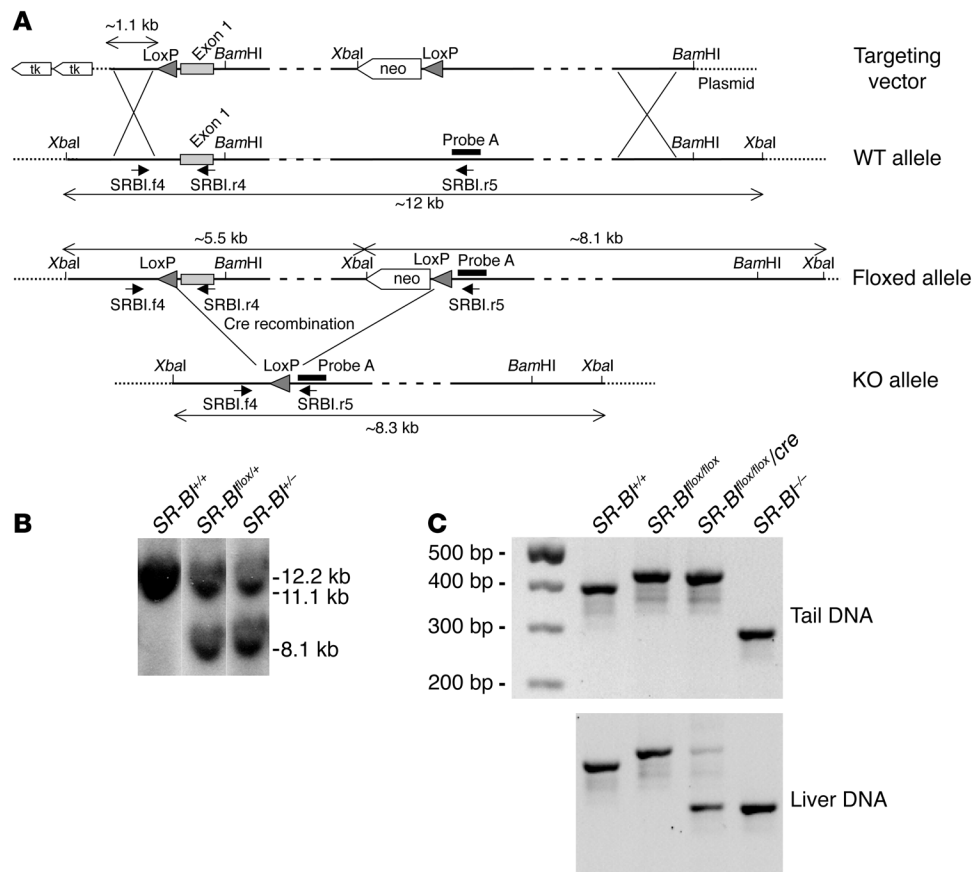 A
~1.1 kb
LoxP
Exon 1
BamHI
XbaI
LoxP
BamHI
tk
tk
neo
Plasmid
Targeting
vector
XbaI
Exon 1
BamHI
Probe A
BamHI
XbaI
WT allele
SRBI.f4
SRBI.r4
SRBI.r5
~12 kb
~5.5 kb
~8.1 kb
XbaI
LoxP
BamHI
XbaI
LoxP
Probe A
BamHI
XbaI
neo
Floxed allele
SRBI.f4
SRBI.r4
SRBI.r5
Cre recombination
XbaI
LoxP
Probe A
BamHI
XbaI
KO allele
SRBI.f4
SRBI.r5
~8.3 kb
B
SR-BI+/+
SR-BIflox/+
SR-BI+/–
-12.2 kb
-11.1 kb
-8.1 kb
C
SR-BI+/+
SR-BIflox/flox
SR-BIflox/flox/cre
SR-BI–/–
500 bp -
400 bp -
300 bp -
200 bp -
Tail DNA
Liver DNA